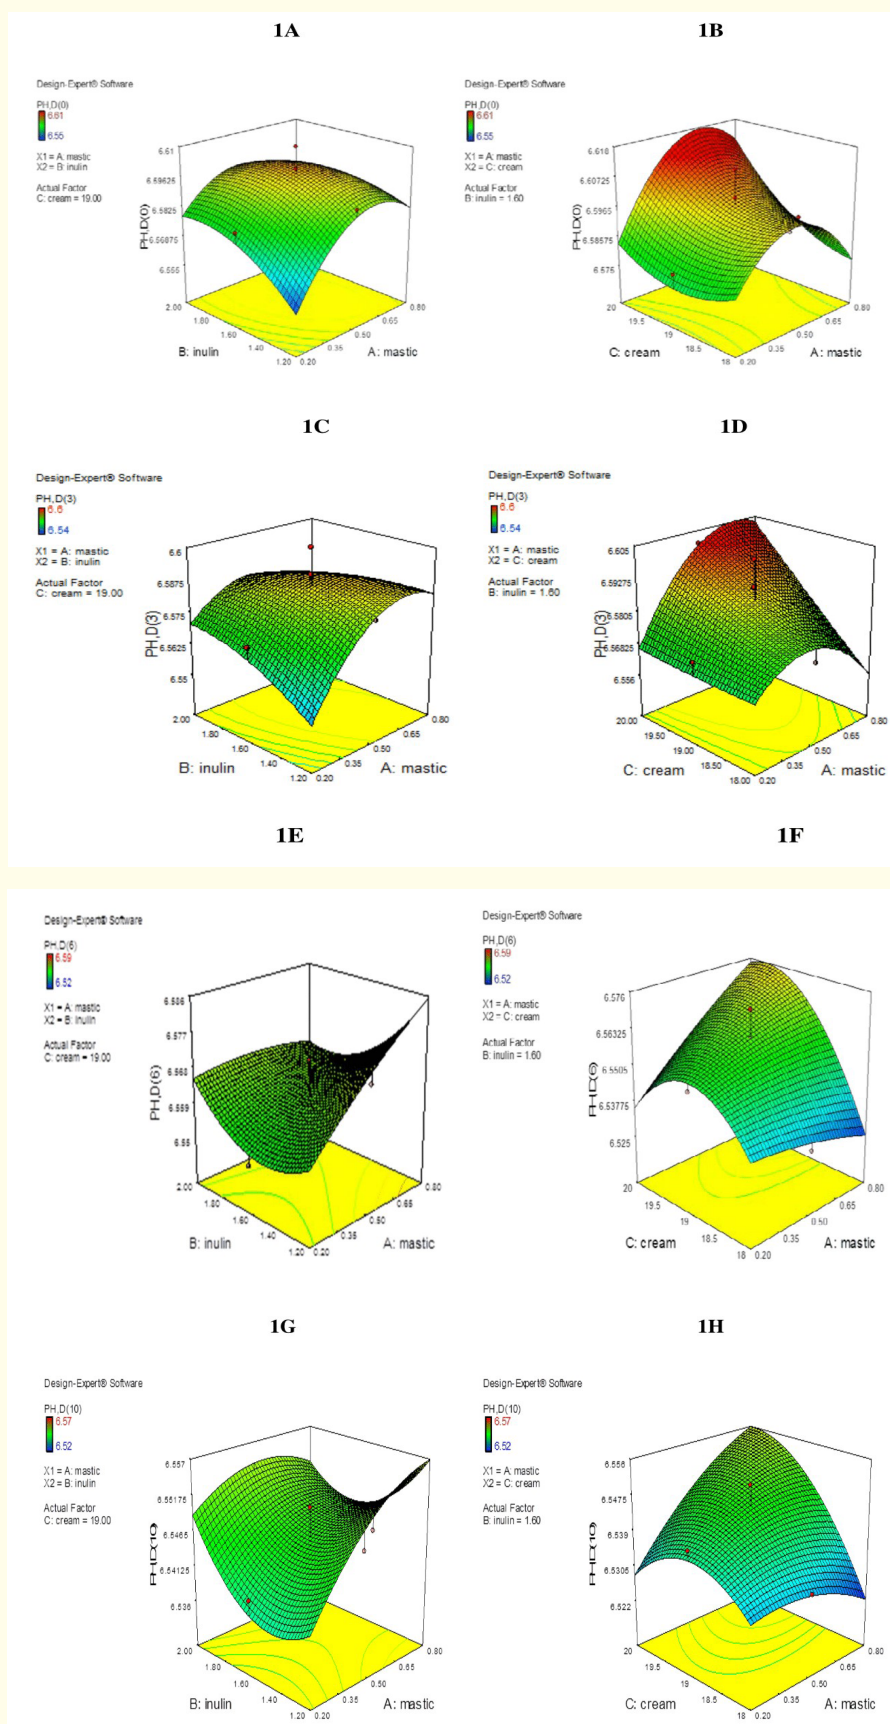 1A
Design-Expert® Software
PH,D(0)
6.61
6.55
X1 = A: mastic
X2 = B: inulin
Actual Factor
C: cream = 19.00
PH,D(0)
6.61
6.59625
6.5825
6.56875
6.555
2.00
1.80
1.60
1.40
1.20
B: inulin
0.20
0.35
0.50
0.65
0.80
A: mastic
1B
Design-Expert® Software
PH,D(0)
6.61
6.55
X1 = A: mastic
X2 = C: cream
Actual Factor
B: inulin = 1.60
PH,D(0)
6.618
6.60725
6.5965
6.58575
6.575
20
19.5
19
18.5
18
C: cream
0.20
0.35
0.50
0.65
0.80
A: mastic
1C
Design-Expert® Software
PH,D(3)
6.6
6.54
X1 = A: mastic
X2 = B: inulin
Actual Factor
C: cream = 19.00
PH,D(3)
6.6
6.5875
6.575
6.5625
6.55
2.00
1.80
1.60
1.40
1.20
B: inulin
0.20
0.35
0.50
0.65
0.80
A: mastic
1D
Design-Expert® Software
PH,D(3)
6.6
6.54
X1 = A: mastic
X2 = C: cream
Actual Factor
B: inulin = 1.60
PH,D(3)
6.605
6.59275
6.5805
6.56825
6.556
20.00
19.50
19.00
18.50
18.00
C: cream
0.20
0.35
0.50
0.65
0.80
A: mastic
1E
Design-Expert® Software
PH,D(6)
6.59
6.52
X1 = A: mastic
X2 = B: inulin
Actual Factor
C: cream = 19.00
PH,D(6)
6.586
6.577
6.568
6.559
6.55
2.00
1.80
1.60
1.40
1.20
B: inulin
0.20
0.35
0.50
0.65
0.80
A: mastic
1F
Design-Expert® Software
PH,D(6)
6.59
6.52
X1 = A: mastic
X2 = C: cream
Actual Factor
B: inulin = 1.60
PH,D(6)
6.576
6.56325
6.5505
6.53775
6.525
20
19.5
19
18.5
18
C: cream
0.20
0.35
0.50
0.65
0.80
A: mastic
1G
Design-Expert® Software
PH,D(10)
6.57
6.52
X1 = A: mastic
X2 = B: inulin
Actual Factor
C: cream = 19.00
PH,D(10)
6.557
6.55175
6.5465
6.54125
6.536
2.00
1.80
1.60
1.40
1.20
B: inulin
0.20
0.35
0.50
0.65
0.80
A: mastic
1H
Design-Expert® Software
PH,D(10)
6.57
6.52
X1 = A: mastic
X2 = C: cream
Actual Factor
B: inulin = 1.60
PH,D(10)
6.556
6.5475
6.539
6.5305
6.522
20
19.5
19
18.5
18
C: cream
0.20
0.35
0.50
0.65
0.80
A: mastic